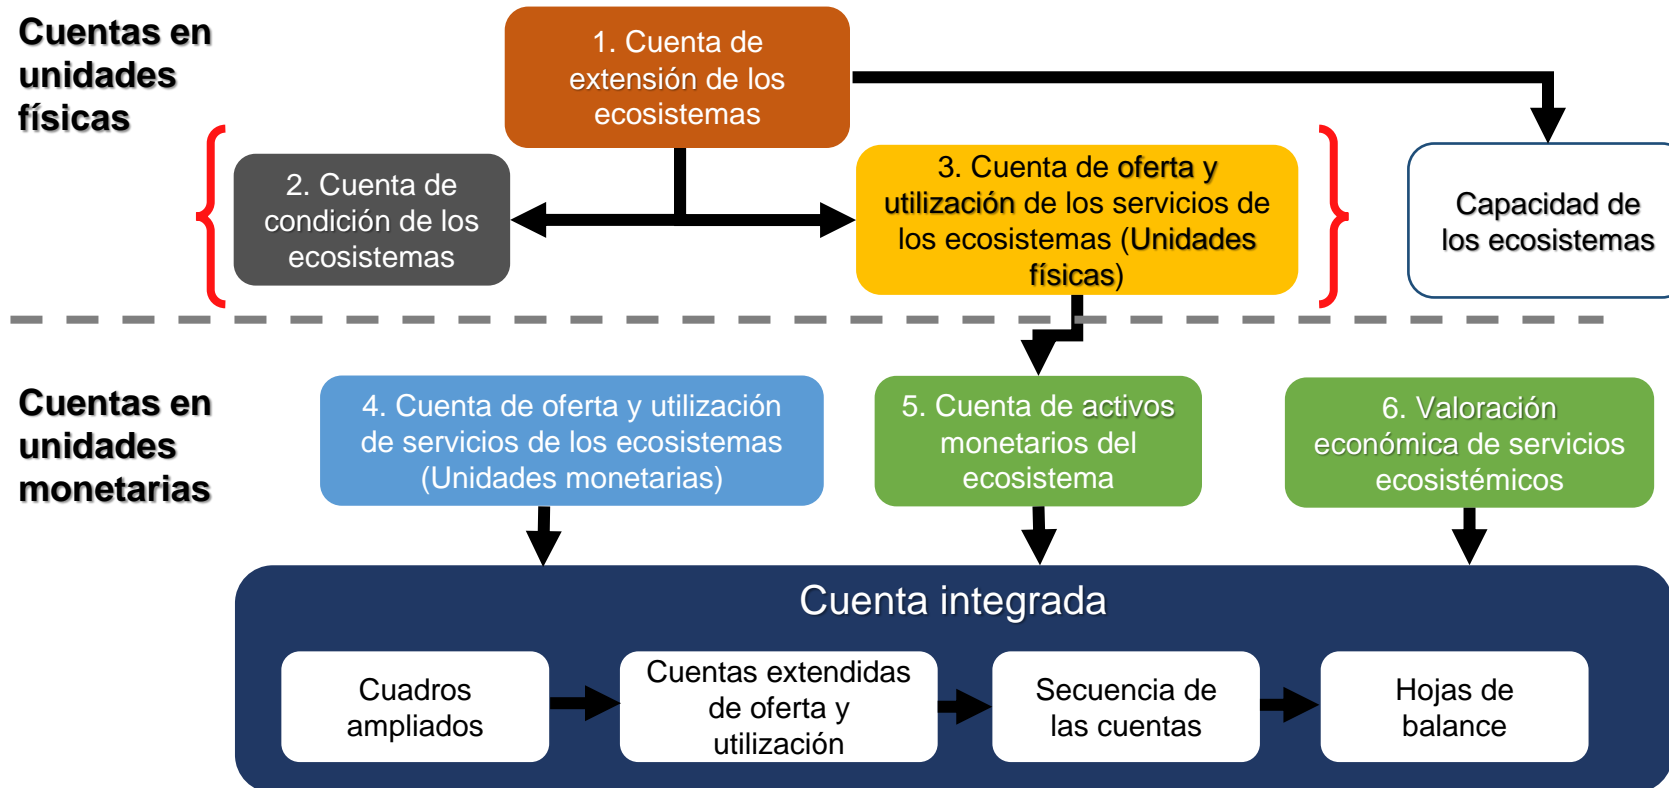 Cuentas en
unidades
físicas
1. Cuenta de
extensión de los
ecosistemas
2. Cuenta de
condición de los
ecosistemas
3. Cuenta de oferta y
utilización de los servicios de
los ecosistemas (Unidades
físicas)
Capacidad de
los ecosistemas
Cuentas en
unidades
monetarias
4. Cuenta de oferta y utilización
de servicios de los ecosistemas
(Unidades monetarias)
5. Cuenta de activos
monetarios del
ecosistema
6. Valoración
económica de servicios
ecosistémicos
Cuenta integrada
Cuadros
ampliados
Cuentas extendidas
de oferta y
utilización
Secuencia de
las cuentas
Hojas de
balance